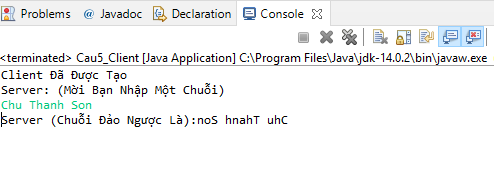 Problems @ Javadoc Declaration Console
<terminated> Cau5_Client [Java Application] C:\Program Files\Java\jdk-14.0.2\bin\javaw.exe
Client Đã Được Tạo
Server: (Mời Bạn Nhập Một Chuỗi)
Chu Thanh Son
Server (Chuỗi Đảo Ngược Là):noS hnahT uhC